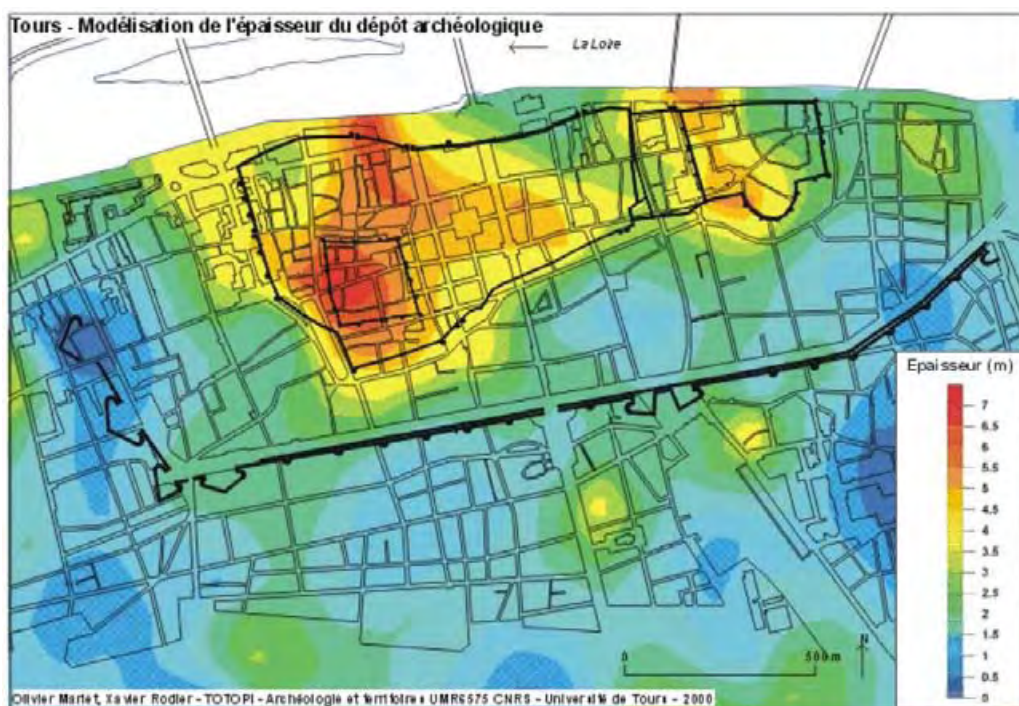 Tours - Modélisation de l'épaisseur du dépôt archéologique
La Loire
Epaisseur (m)
7
6.5
6
5.5
5
4.5
4
3.5
3
2.5
2
1.5
1
0.5
0
N
0 500 m
Olivier Marlet, Xavier Rodier - TOTOPI - Archéologie et territoires UMR6575 CNRS - Université de Tours - 2000